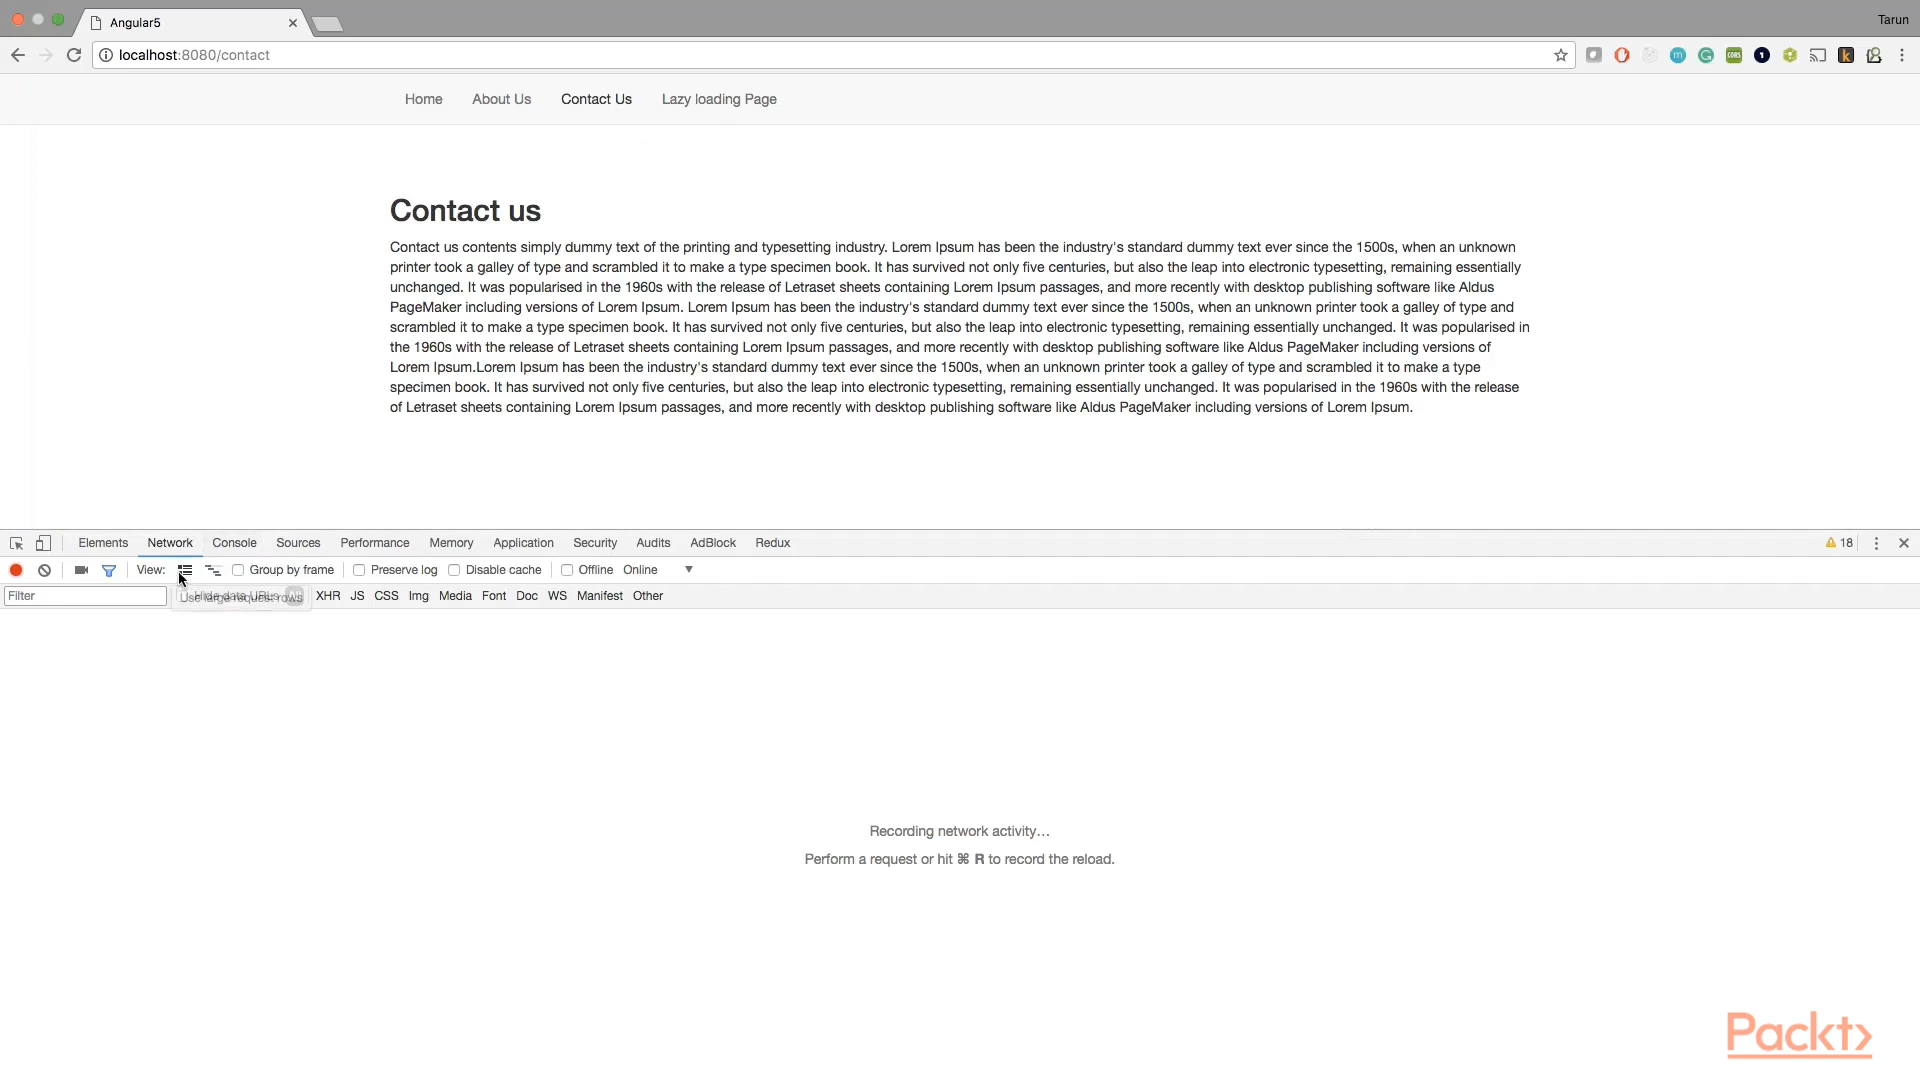 Angular5
Tarun
localhost:8080/contact
Home About Us Contact Us Lazy loading Page
Contact us
Contact us contents simply dummy text of the printing and typesetting industry. Lorem Ipsum has been the industry's standard dummy text ever since the 1500s, when an unknown
printer took a galley of type and scrambled it to make a type specimen book. It has survived not only five centuries, but also the leap into electronic typesetting, remaining essentially
unchanged. It was popularised in the 1960s with the release of Letraset sheets containing Lorem Ipsum passages, and more recently with desktop publishing software like Aldus
PageMaker including versions of Lorem Ipsum. Lorem Ipsum has been the industry's standard dummy text ever since the 1500s, when an unknown printer took a galley of type and
scrambled it to make a type specimen book. It has survived not only five centuries, but also the leap into electronic typesetting, remaining essentially unchanged. It was popularised in
the 1960s with the release of Letraset sheets containing Lorem Ipsum passages, and more recently with desktop publishing software like Aldus PageMaker including versions of
Lorem Ipsum.Lorem Ipsum has been the industry's standard dummy text ever since the 1500s, when an unknown printer took a galley of type and scrambled it to make a type
specimen book. It has survived not only five centuries, but also the leap into electronic typesetting, remaining essentially unchanged. It was popularised in the 1960s with the release
of Letraset sheets containing Lorem Ipsum passages, and more recently with desktop publishing software like Aldus PageMaker including versions of Lorem Ipsum.
Elements Network Console Sources Performance Memory Application Security Audits AdBlock Redux 18
View: Group by frame Preserve log Disable cache Offline Online
Filter Hide data URLs All XHR JS CSS Img Media Font Doc WS Manifest Other
Use large request rows
Recording network activity…
Perform a request or hit ⌘ R to record the reload.
Packt>